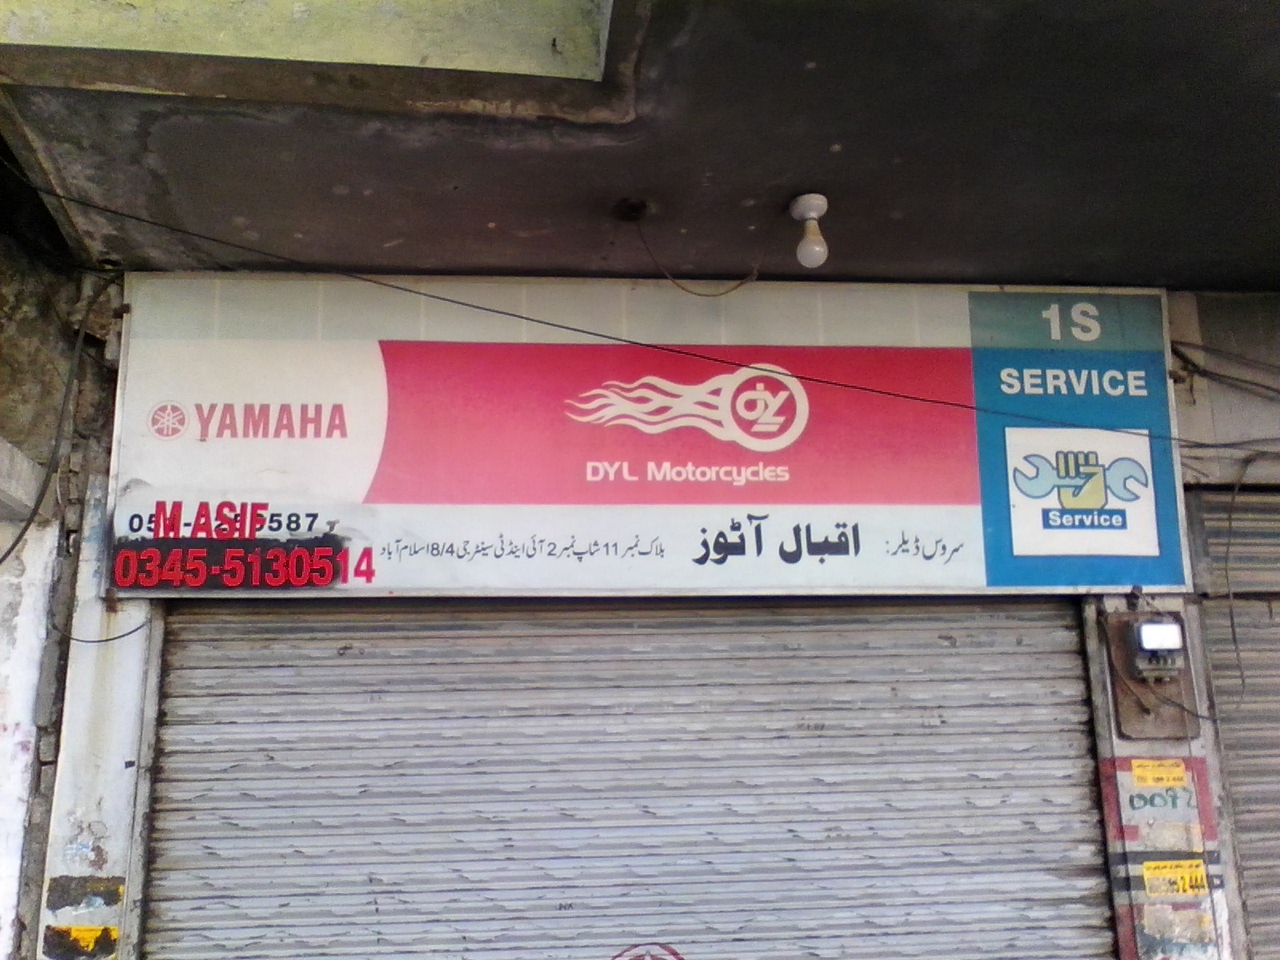 1S
SERVICE
YAMAHA
DYL Motorcycles
Service
M ASIF
0345-5130514
سروس ڈیلر: اقبال آٹوز بلاک نمبر 11 شاپ نمبر 2 آئی اینڈ ٹی سینٹر جی 8/4 اسلام آباد